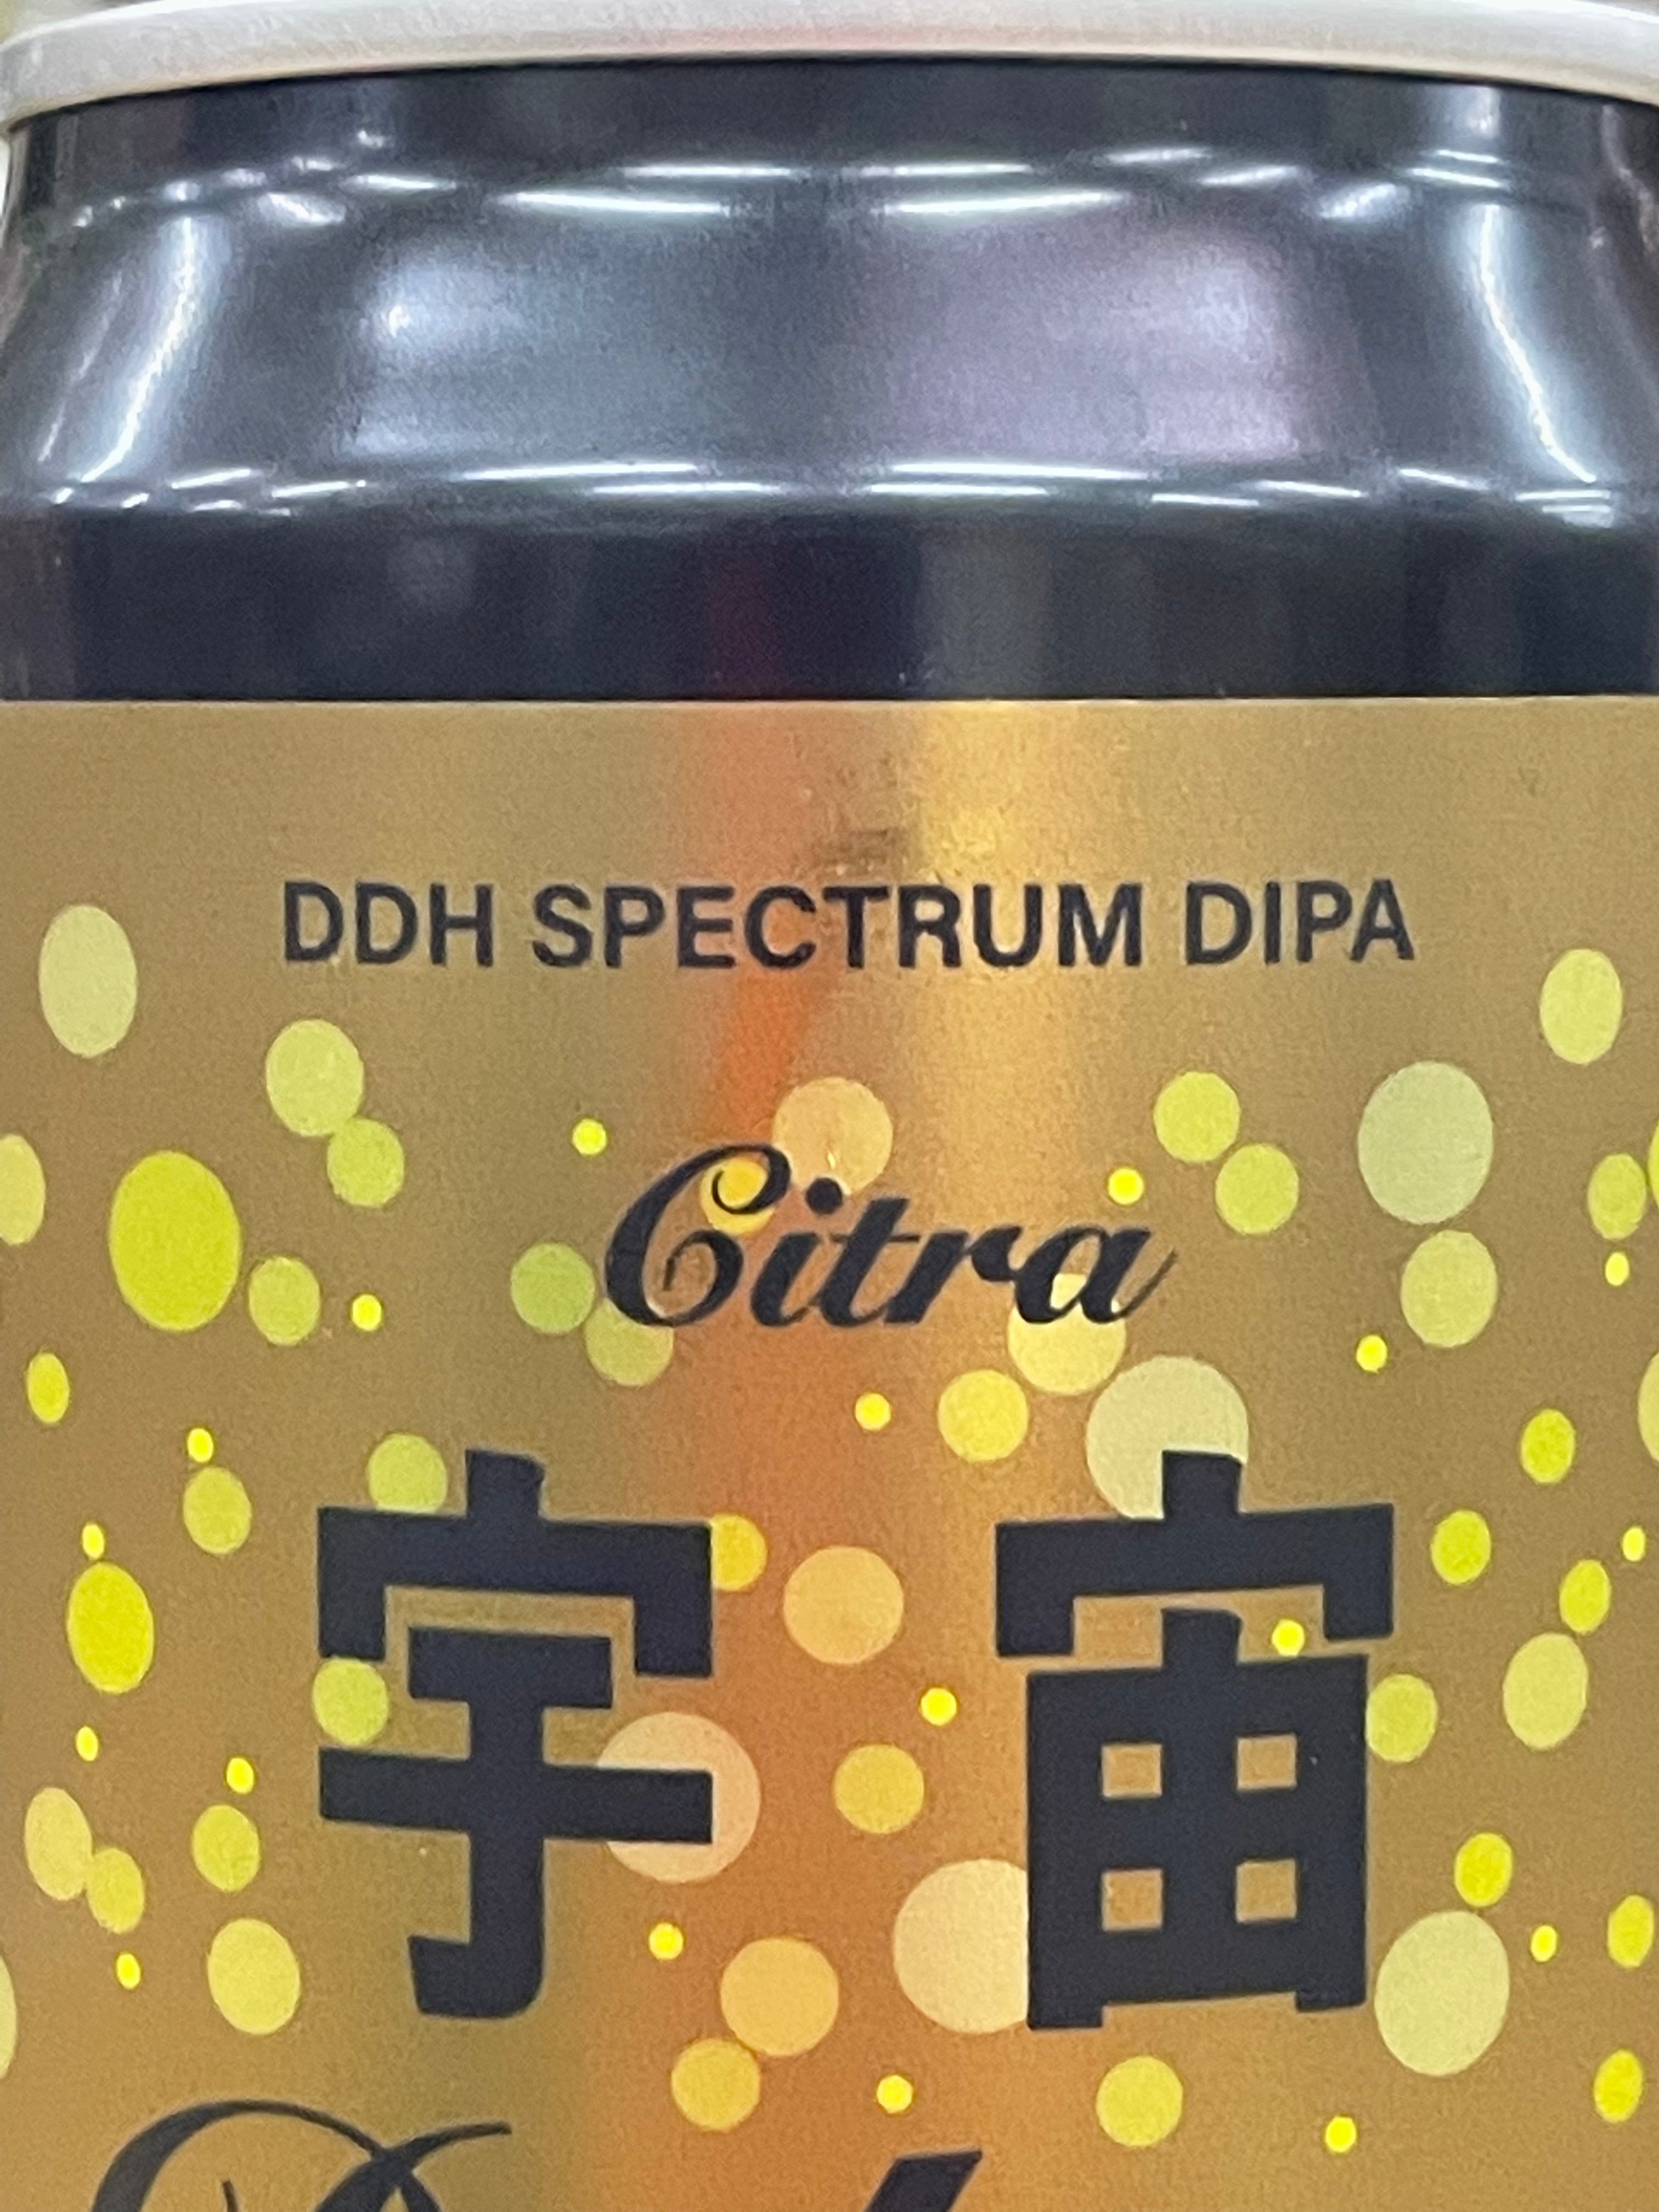 DDH SPECTRUM DIPA
Citra
宇宙